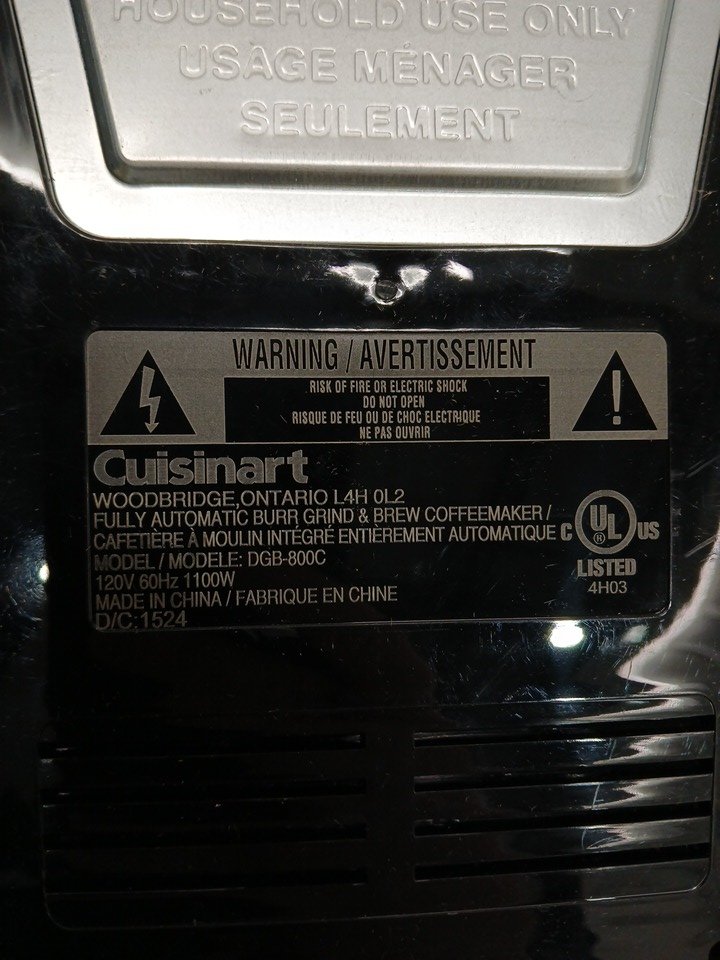 HOUSEHOLD USE ONLY
USAGE MÉNAGER
SEULEMENT
WARNING / AVERTISSEMENT
RISK OF FIRE OR ELECTRIC SHOCK
DO NOT OPEN
RISQUE DE FEU OU DE CHOC ELECTRIQUE
NE PAS OUVRIR
Cuisinart
WOODBRIDGE, ONTARIO L4H 0L2
FULLY AUTOMATIC BURR GRIND & BREW COFFEEMAKER /
CAFETIÈRE À MOULIN INTÉGRÉ ENTIÈREMENT AUTOMATIQUE
MODEL / MODELE: DGB-800C
120V 60Hz 1100W
MADE IN CHINA / FABRIQUE EN CHINE
D/C: 1524
C UL ® US
LISTED
4H03